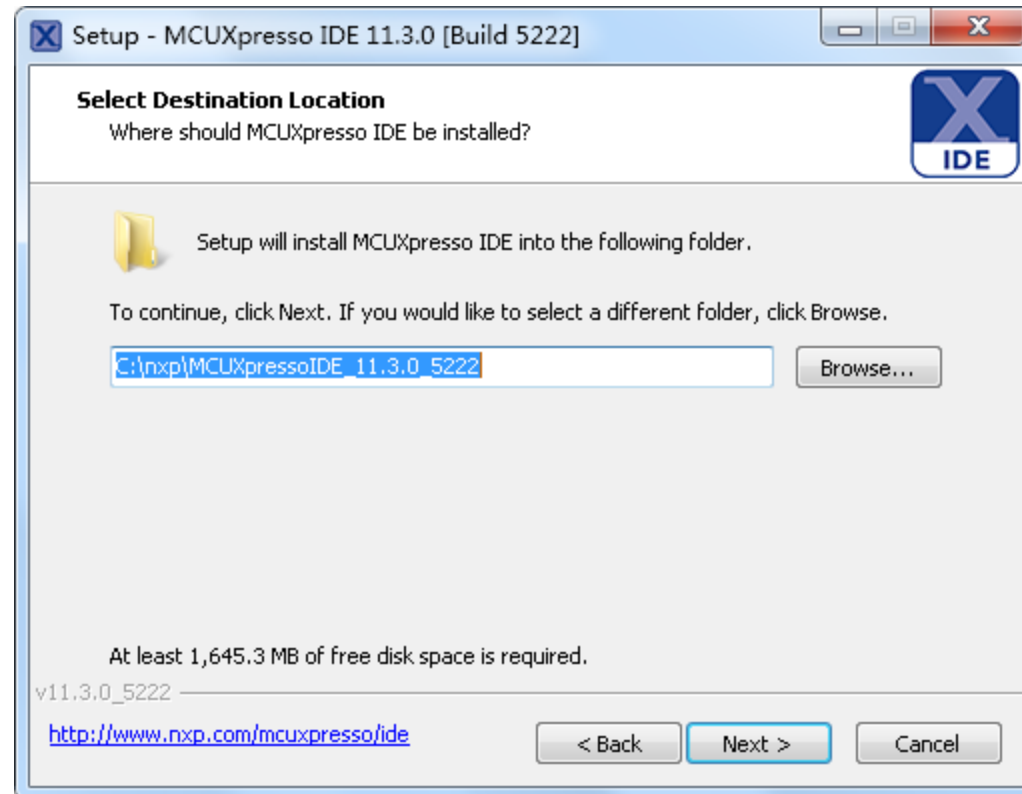 Setup - MCUXpresso IDE 11.3.0 [Build 5222]
Select Destination Location
Where should MCUXpresso IDE be installed?
X
IDE
Setup will install MCUXpresso IDE into the following folder.
To continue, click Next. If you would like to select a different folder, click Browse.
C:\nxp\MCUXpressoIDE_11.3.0_5222
Browse...
At least 1,645.3 MB of free disk space is required.
v11.3.0_5222
http://www.nxp.com/mcuxpresso/ide
< Back
Next >
Cancel